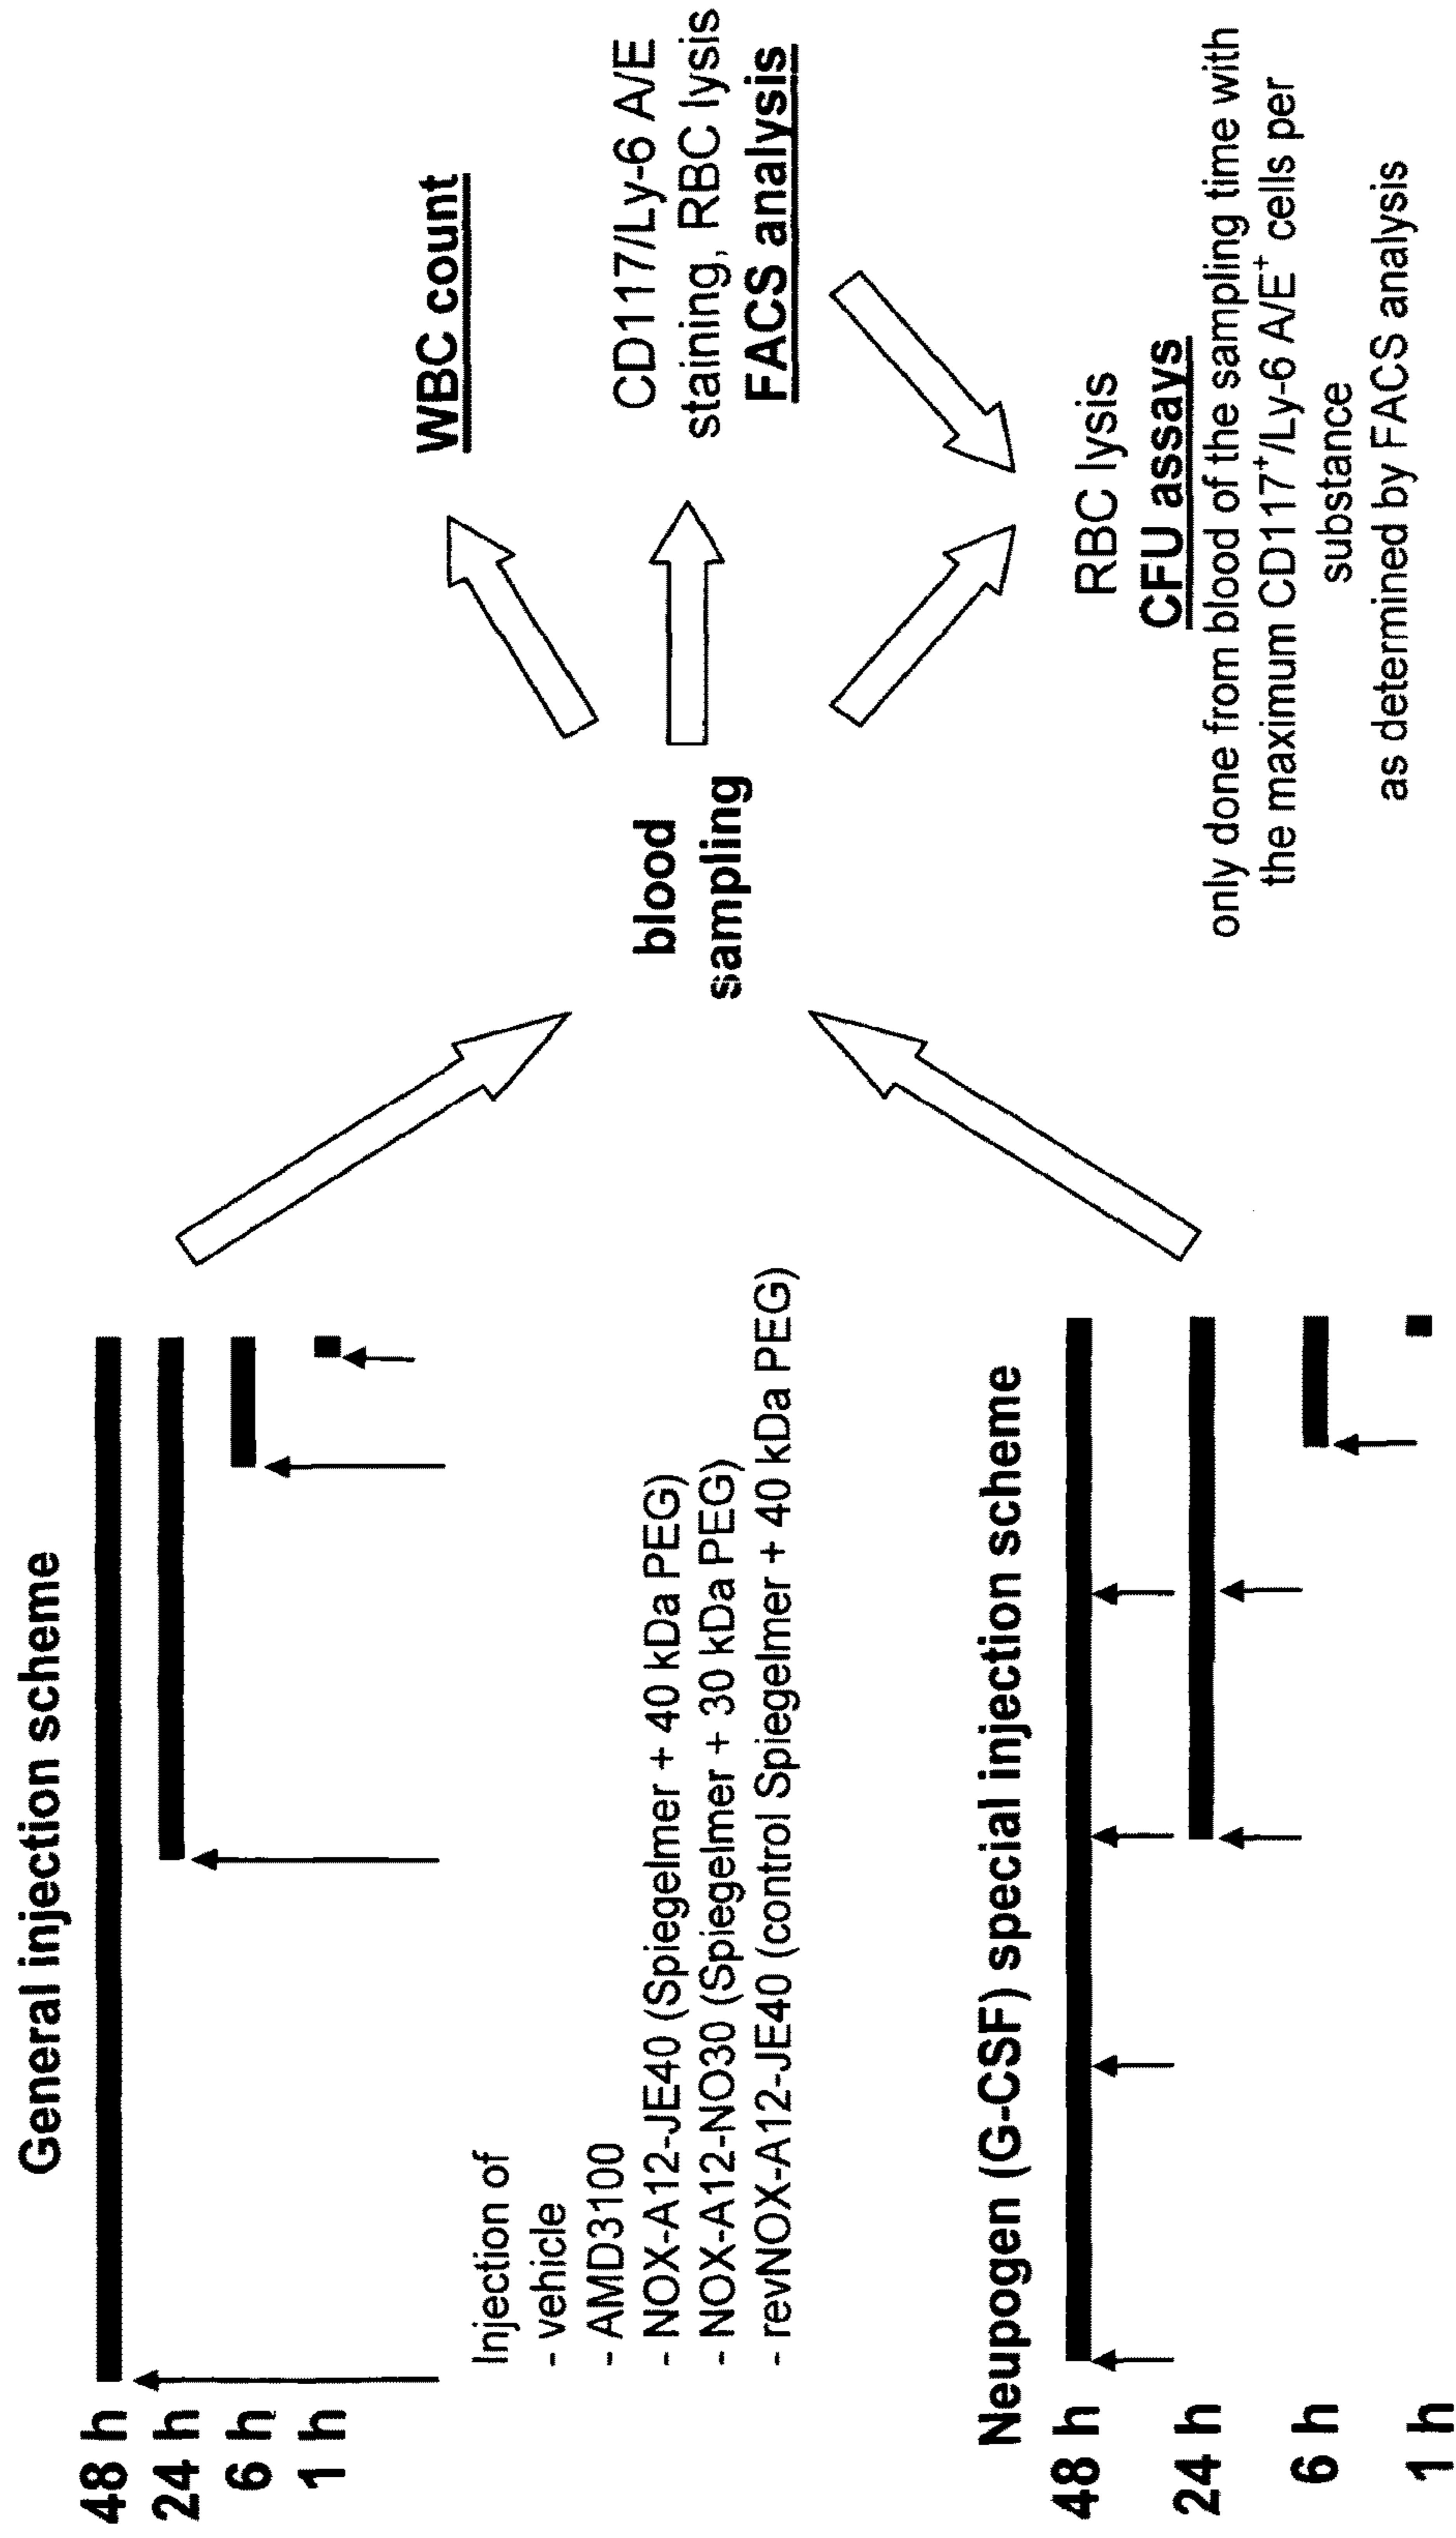 General injection scheme
48 h
24 h
6 h
1 h
Injection of
- vehicle
- AMD3100
- NOX-A12-JE40 (Spiegelmer + 40 kDa PEG)
- NOX-A12-NO30 (Spiegelmer + 30 kDa PEG)
- revNOX-A12-JE40 (control Spiegelmer + 40 kDa PEG)
Neupogen (G-CSF) special injection scheme
48 h
24 h
6 h
1 h
blood
sampling
WBC count
CD117/Ly-6 A/E
staining, RBC lysis
FACS analysis
RBC lysis
CFU assays
only done from blood of the sampling time with
the maximum CD117⁺/Ly-6 A/E⁺ cells per
substance
as determined by FACS analysis